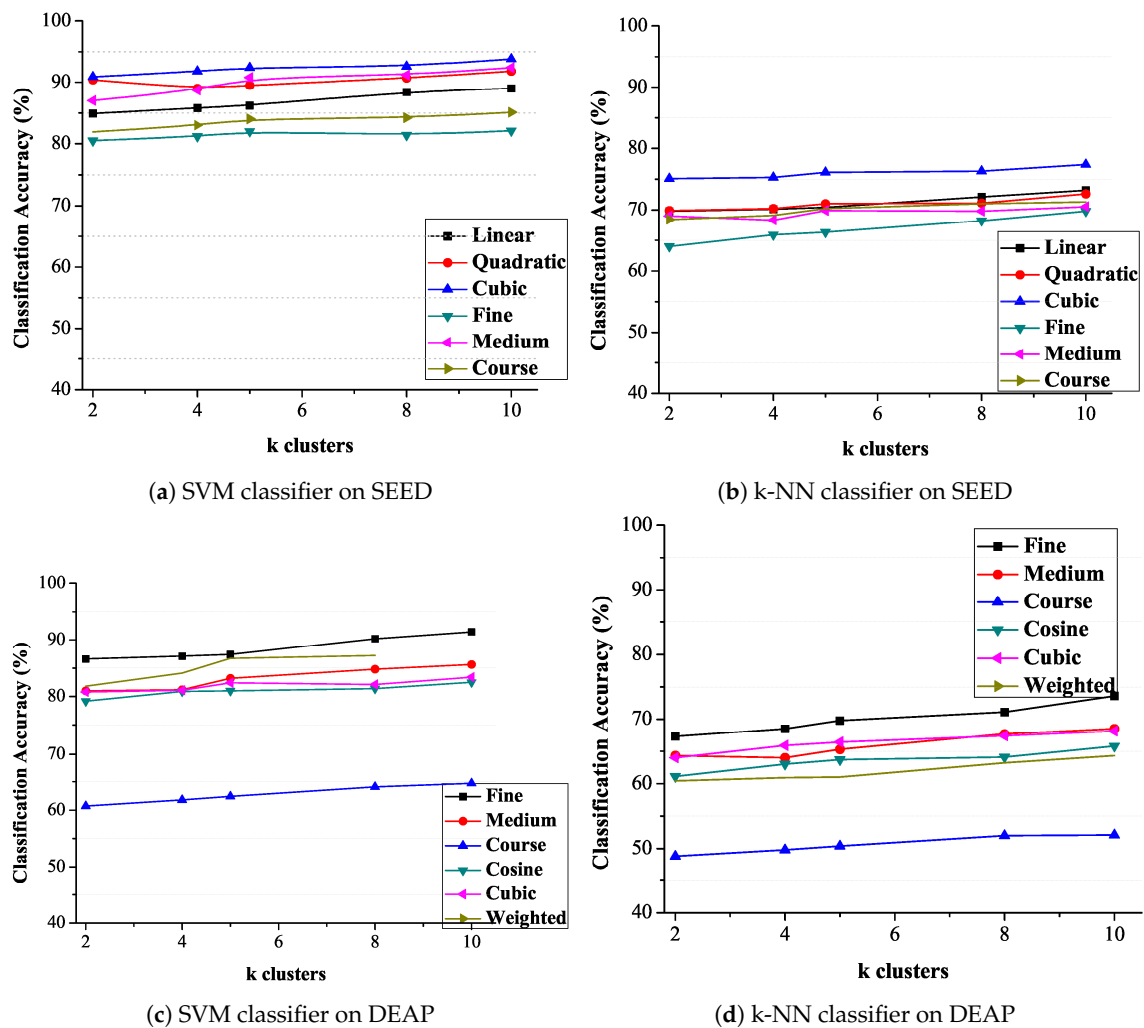 100
90
80
70
60
50
40
Classification Accuracy (%)
2 4 6 8 10
k clusters
Linear
Quadratic
Cubic
Fine
Medium
Course
(a) SVM classifier on SEED
100
90
80
70
60
50
40
Classification Accuracy (%)
2 4 6 8 10
k clusters
Linear
Quadratic
Cubic
Fine
Medium
Course
(b) k-NN classifier on SEED
100
90
80
70
60
50
40
Classification Accuracy (%)
2 4 6 8 10
k clusters
Fine
Medium
Course
Cosine
Cubic
Weighted
(c) SVM classifier on DEAP
100
90
80
70
60
50
40
Classification Accuracy (%)
2 4 6 8 10
k clusters
Fine
Medium
Course
Cosine
Cubic
Weighted
(d) k-NN classifier on DEAP